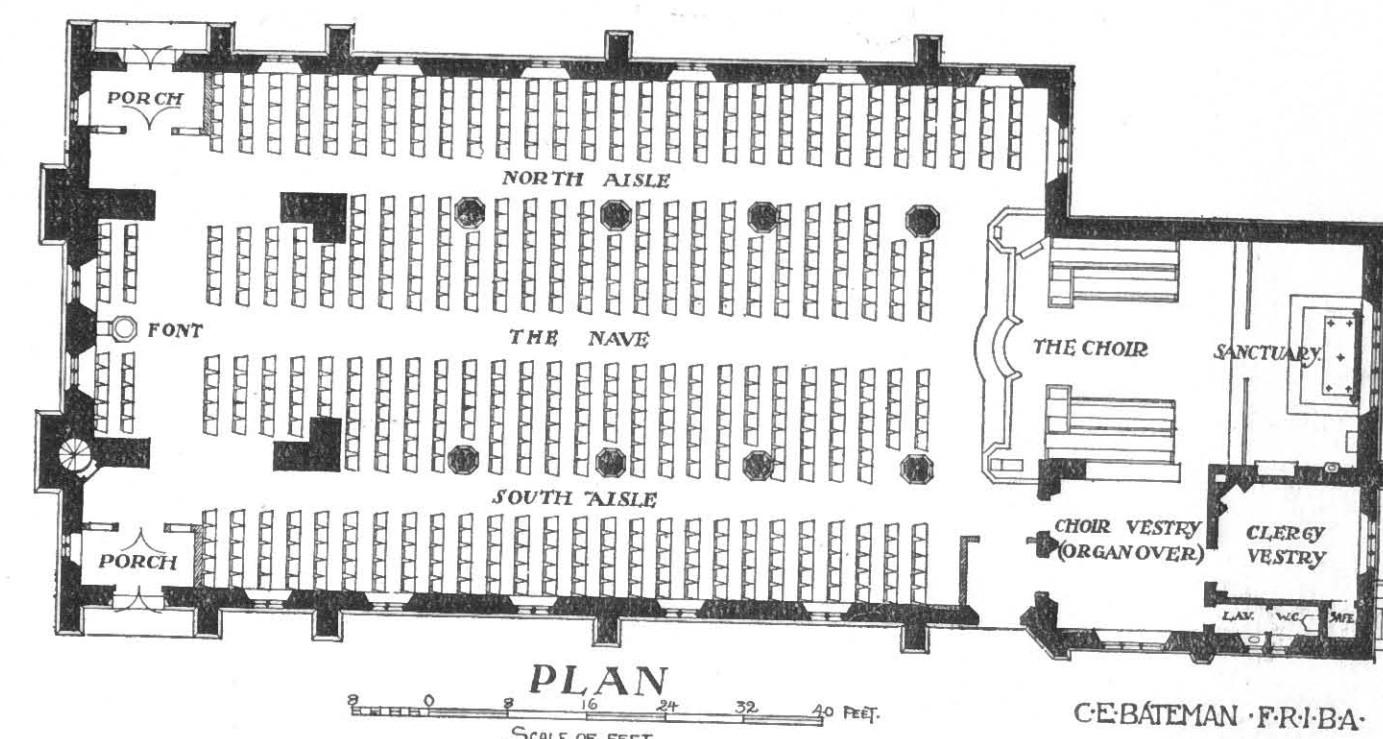 PORCH
NORTH AISLE
FONT
THE NAVE
THE CHOIR
SANCTUARY.
SOUTH AISLE
CHOIR VESTRY
(ORGAN OVER)
CLERGY
VESTRY
PORCH
LAV.
W.C.
SAFE
PLAN
8 0 8 16 24 32 40 FEET.
SCALE OF FEET
C·E·BATEMAN·F·R·I·B·A·